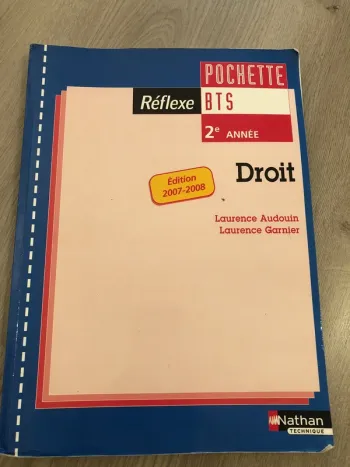 POCHETTE
Réflexe BTS
2e ANNÉE
Droit
Édition
2007-2008
Laurence Audouin
Laurence Garnier
Nathan
TECHNIQUE